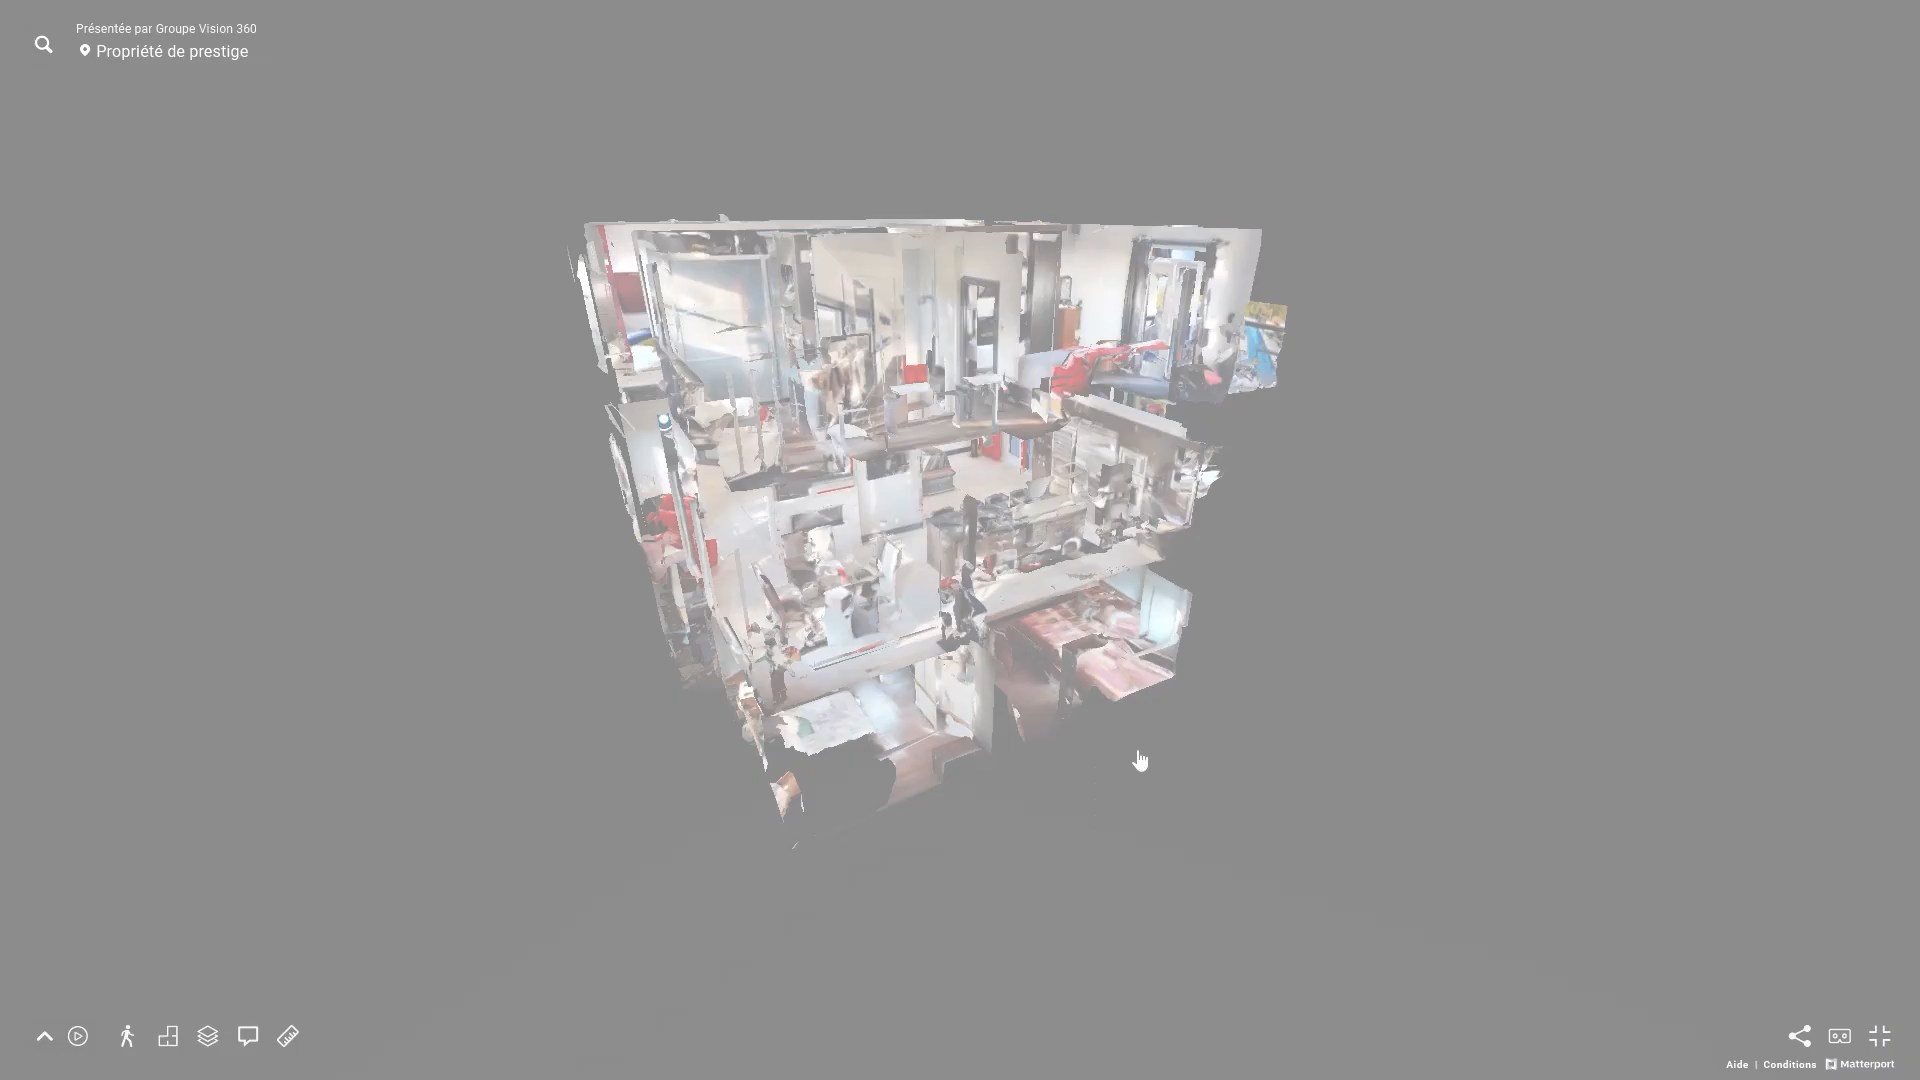 Présentée par Groupe Vision 360
Propriété de prestige
Aide | Conditions Matterport